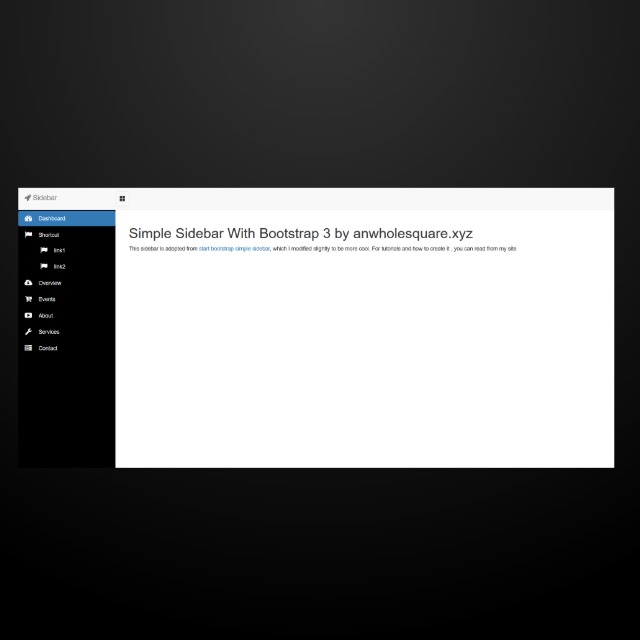 Sidebar
Dashboard
Shortcut
link1
link2
Overview
Events
About
Services
Contact
Simple Sidebar With Bootstrap 3 by anwholesquare.xyz
This sidebar is adopted from start bootstrap simple sidebar, which I modified slightly to be more cool. For tutorials and how to create it , you can read from my site